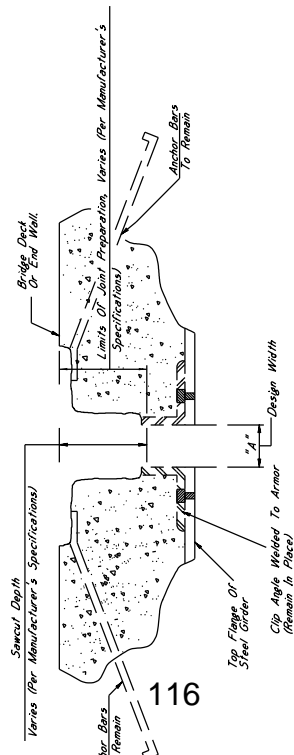 Sawcut Depth
Varies (Per Manufacturer's Specifications)
Bridge Deck
Or End Wall.
Limits Of Joint Preparation, Varies (Per Manufacturer's
Specifications)
Anchor Bars
To Remain
"A"
Design Width
Top Flange Of
Steel Girder
Clip Angle Welded To Armor
(Remain In Place)
Bars
Remain
116